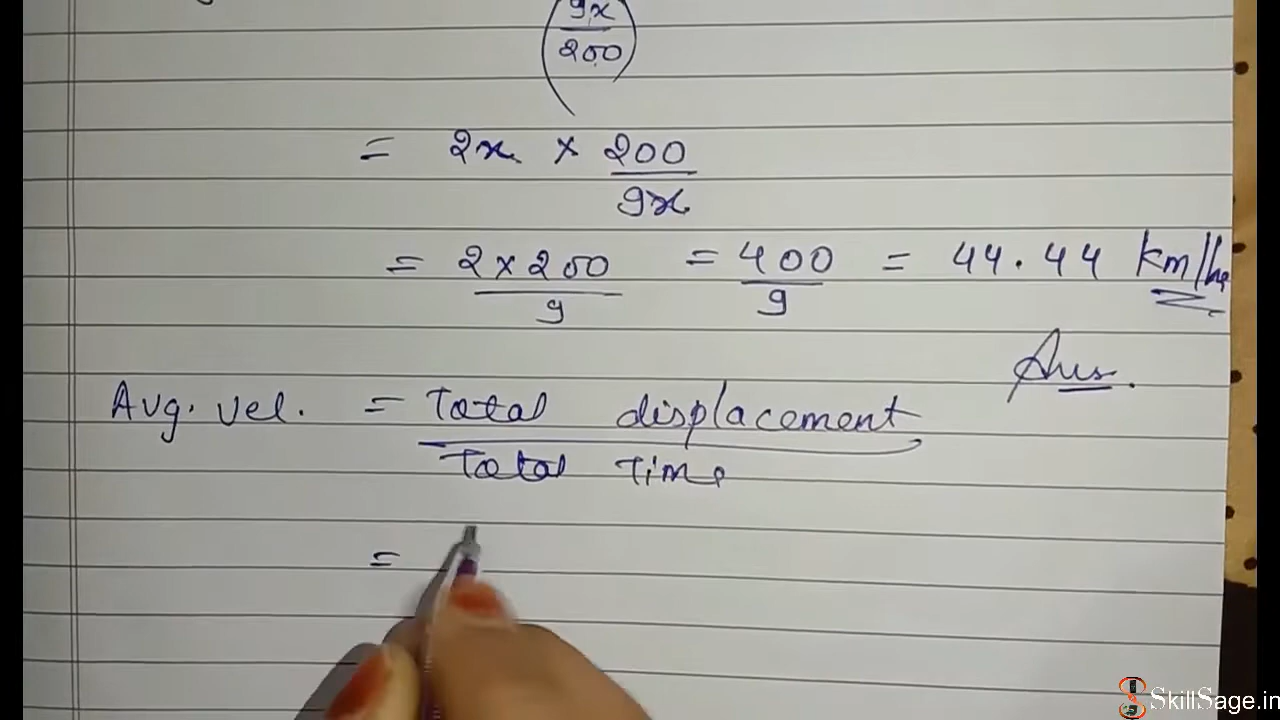 (9x/200)
= 2x × 200/9x
= 2×200/9 = 400/9 = 44.44 km/hr
Ans.
Avg. vel. = Total displacement
Total Time
=
SkillSage.in